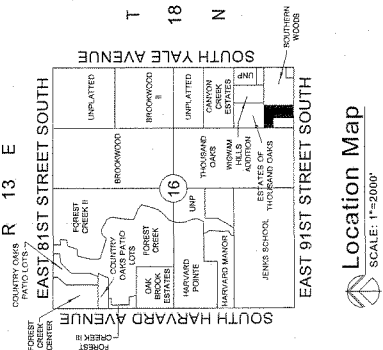 T 18 N
R 13 E
SOUTH YALE AVENUE
EAST 81ST STREET SOUTH
EAST 91ST STREET SOUTH
SOUTH HARVARD AVENUE
COUNTRY OAKS
PATIO LOTS
FOREST
CREEK
CENTER
FOREST
CREEK III
FOREST
CREEK II
COUNTRY
OAKS PATIO
LOTS
FOREST
CREEK
OAK
BROOK
ESTATES
HARVARD
POINTE
HARVARD MANOR
JENKS SCHOOL
UNP
16
BROOKWOOD
THOUSAND
OAKS
WIGWAM
HILLS
ADDITION
ESTATES OF
THOUSAND OAKS
UNPLATTED
BROOKWOOD
II
UNPLATTED
CANYON
CREEK
ESTATES
UNP
SOUTHERN
WOODS
Location Map
SCALE: 1"=2000'